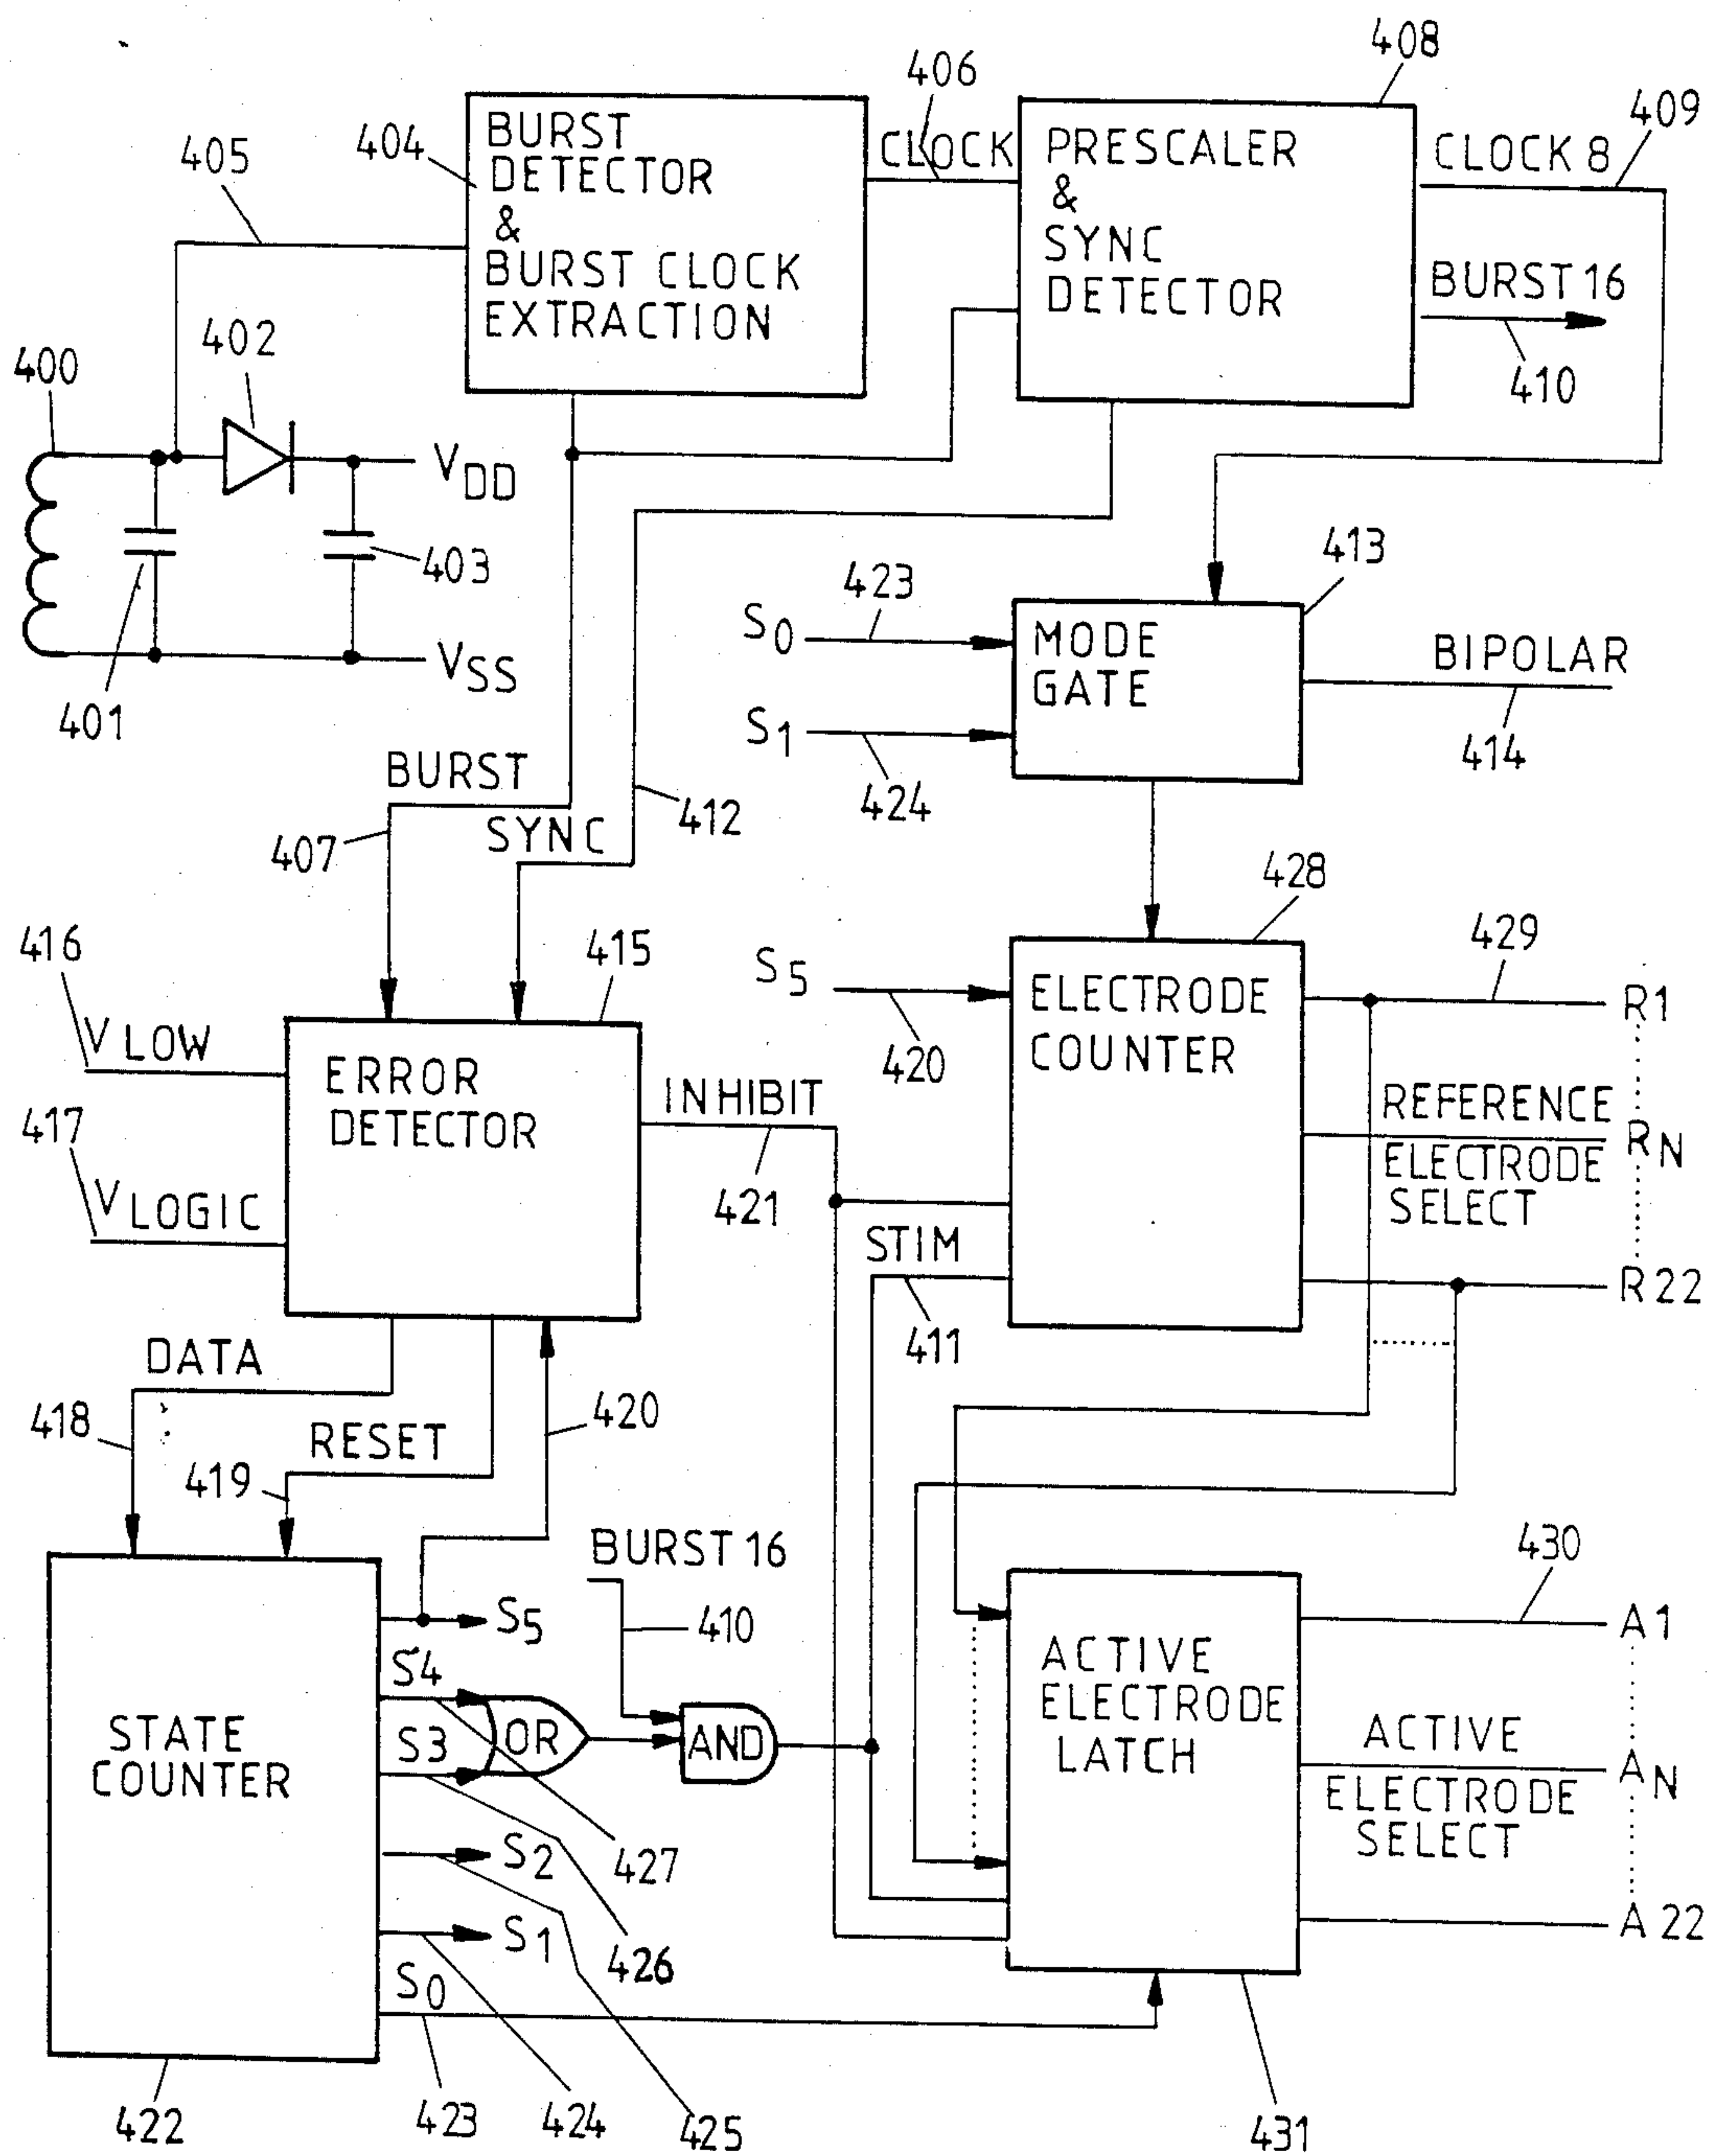 408
406
409
405
404
BURST
DETECTOR
&
BURST CLOCK
EXTRACTION
CLOCK
PRESCALER
&
SYNC
DETECTOR
CLOCK 8
BURST 16
410
402
400
VDD
403
401
VSS
413
423
S0
MODE
GATE
BIPOLAR
414
S1
424
BURST
412
407
SYNC
428
416
415
429
S5
420
ELECTRODE
COUNTER
R1
V LOW
ERROR
DETECTOR
INHIBIT
421
REFERENCE
RN
ELECTRODE
SELECT
417
V LOGIC
STIM
411
R22
DATA
418
RESET
419
420
BURST 16
410
430
S5
A1
S4
OR
AND
ACTIVE
ELECTRODE
LATCH
STATE
COUNTER
S3
ACTIVE
AN
ELECTRODE
SELECT
427
S2
S1
426
A22
S0
422
423
424
425
431